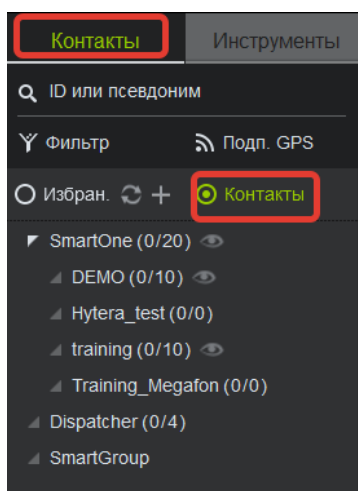 Контакты Инструменты
ID или псевдоним
Фильтр Подп. GPS
Избран. Контакты
SmartOne (0/20)
DEMO (0/10)
Hytera_test (0/0)
training (0/10)
Training_Megafon (0/0)
Dispatcher (0/4)
SmartGroup